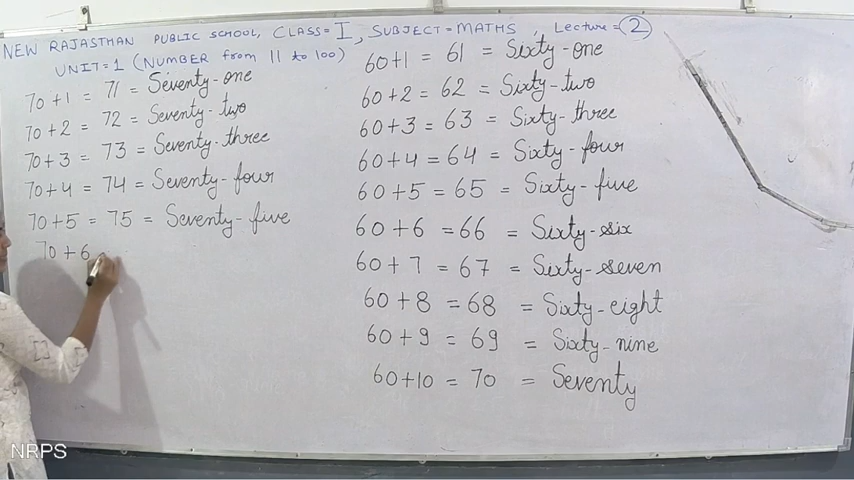 NEW RAJASTHAN PUBLIC SCHOOL, CLASS=I, SUBJECT=MATHS, Lecture=2
UNIT=1 (NUMBER from 11 to 100)
70+1 = 71 = Seventy-one
70+2 = 72 = Seventy-two
70+3 = 73 = Seventy-three
70+4 = 74 = Seventy-four
70+5 = 75 = Seventy-five
70+6
60+1 = 61 = Sixty-one
60+2 = 62 = Sixty-two
60+3 = 63 = Sixty-three
60+4 = 64 = Sixty-four
60+5 = 65 = Sixty-five
60+6 = 66 = Sixty-six
60+7 = 67 = Sixty-seven
60+8 = 68 = Sixty-eight
60+9 = 69 = Sixty-nine
60+10 = 70 = Seventy
NRPS